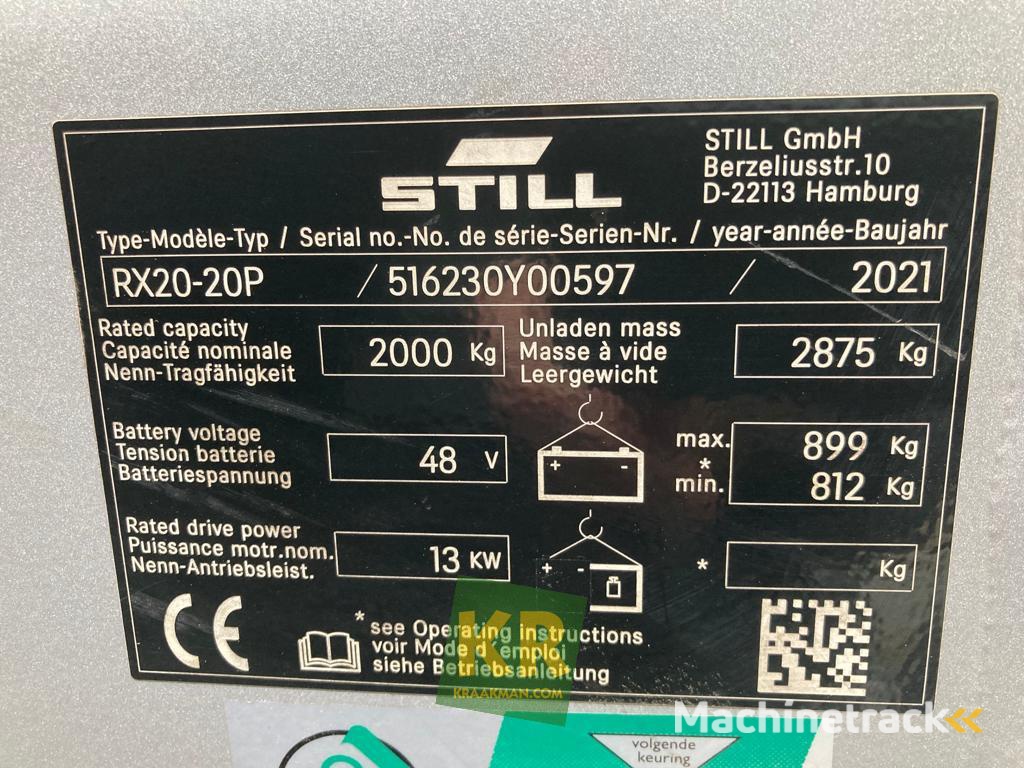 STILL
STILL GmbH
Berzeliusstr.10
D-22113 Hamburg
Type-Modèle-Typ / Serial no.-No. de série-Serien-Nr. / year-année-Baujahr
RX20-20P / 516230Y00597 / 2021
Rated capacity
Capacité nominale
Nenn-Tragfähigkeit
2000 Kg
Unladen mass
Masse à vide
Leergewicht
2875 Kg
Battery voltage
Tension batterie
Batteriespannung
48 V
+ -
max. 899 Kg
*
min. 812 Kg
Rated drive power
Puissance motr.nom.
Nenn-Antriebsleist.
13 KW
+ -
* Kg
CE
*see Operating instructions
voir Mode d'emploi
siehe Betriebsanleitung
KR
KRAAKMAN.COM
Machinetrack
volgende
keuring